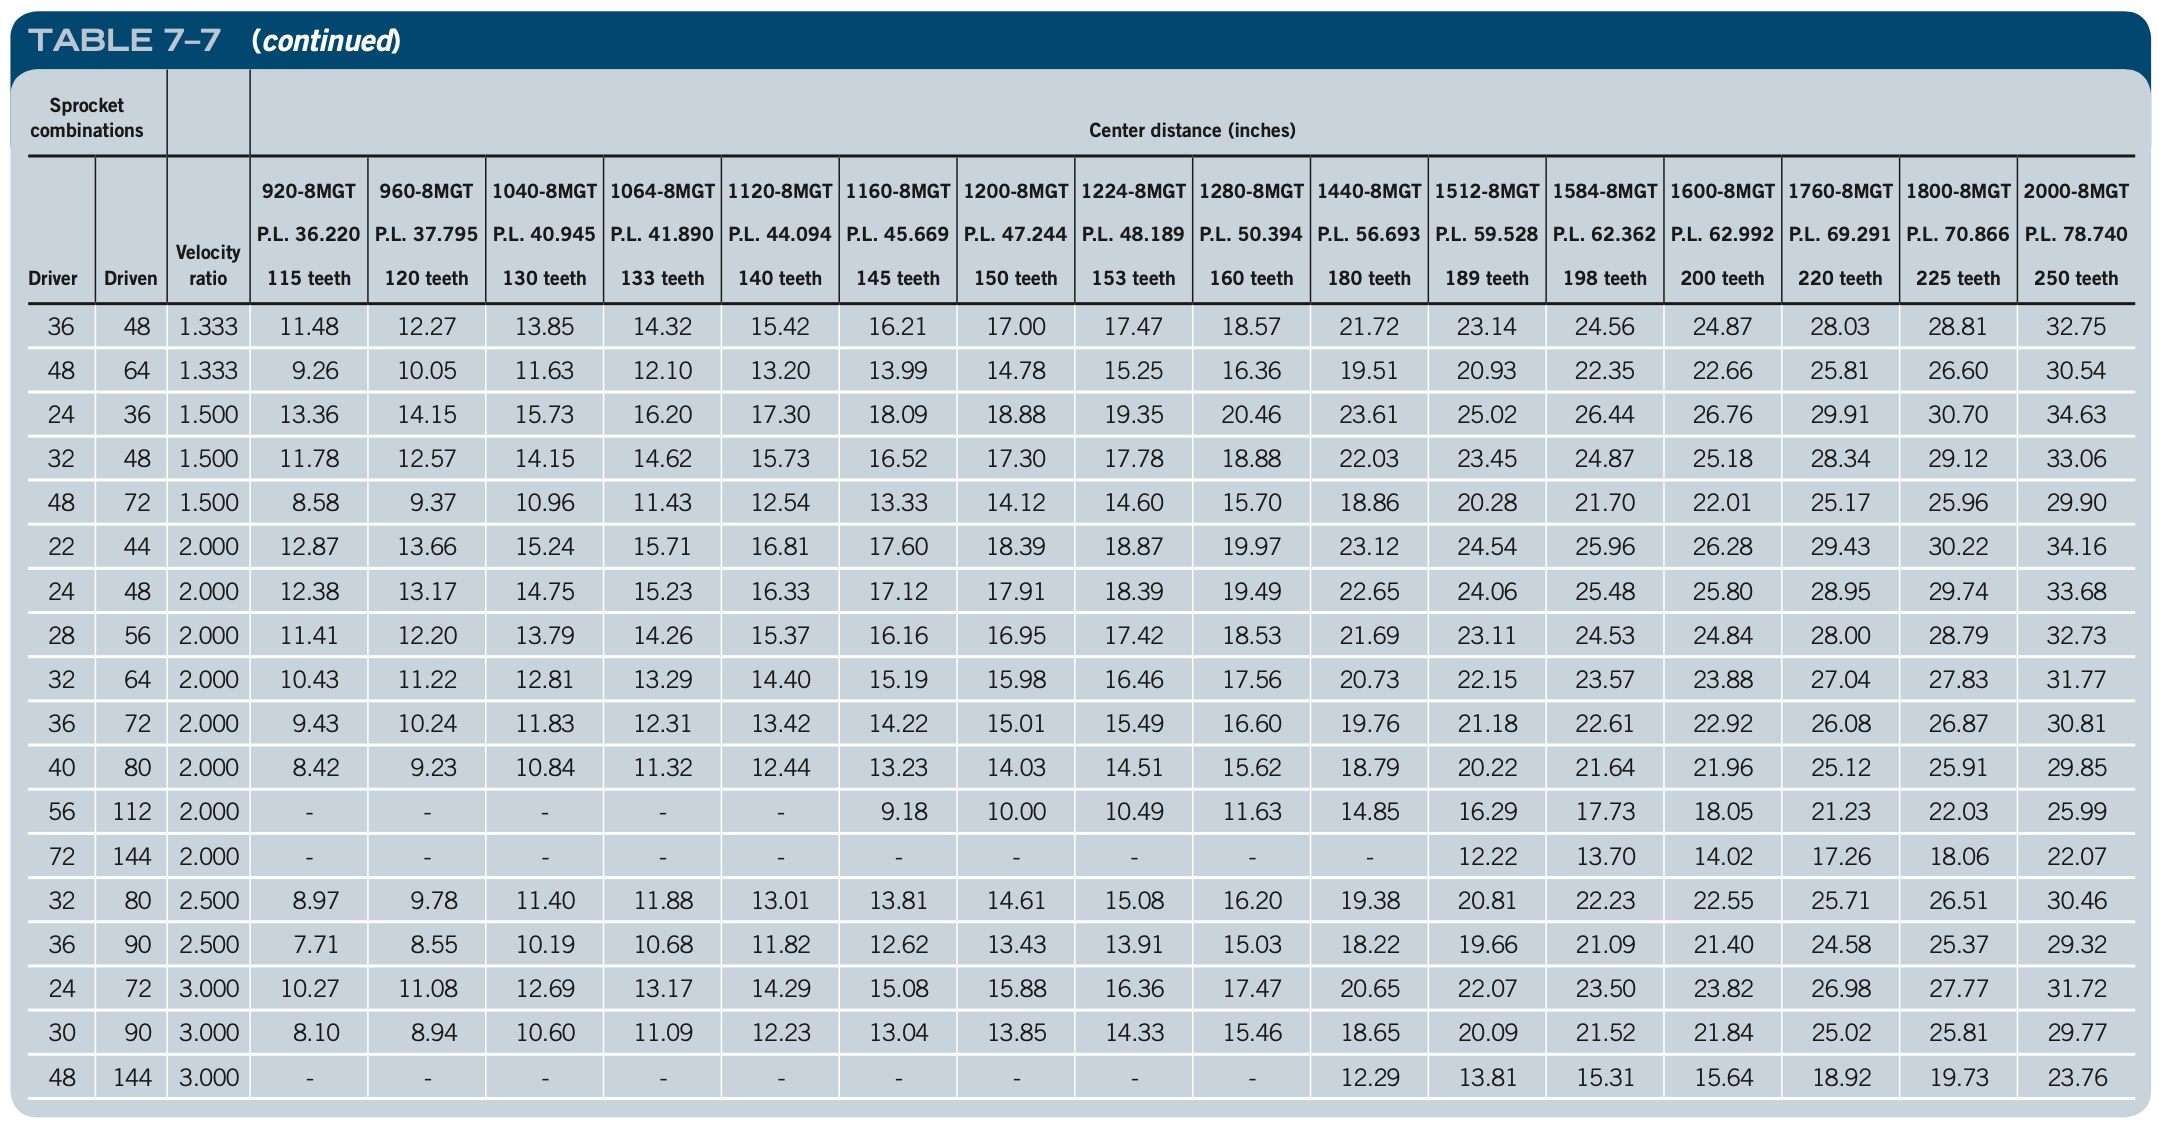 TABLE 7–7 (continued)
Sprocket combinations Center distance (inches)
Driver Driven Velocity ratio 920-8MGT P.L. 36.220 115 teeth 960-8MGT P.L. 37.795 120 teeth 1040-8MGT P.L. 40.945 130 teeth 1064-8MGT P.L. 41.890 133 teeth 1120-8MGT P.L. 44.094 140 teeth 1160-8MGT P.L. 45.669 145 teeth 1200-8MGT P.L. 47.244 150 teeth 1224-8MGT P.L. 48.189 153 teeth 1280-8MGT P.L. 50.394 160 teeth 1440-8MGT P.L. 56.693 180 teeth 1512-8MGT P.L. 59.528 189 teeth 1584-8MGT P.L. 62.362 198 teeth 1600-8MGT P.L. 62.992 200 teeth 1760-8MGT P.L. 69.291 220 teeth 1800-8MGT P.L. 70.866 225 teeth 2000-8MGT P.L. 78.740 250 teeth
36 48 1.333 11.48 12.27 13.85 14.32 15.42 16.21 17.00 17.47 18.57 21.72 23.14 24.56 24.87 28.03 28.81 32.75
48 64 1.333 9.26 10.05 11.63 12.10 13.20 13.99 14.78 15.25 16.36 19.51 20.93 22.35 22.66 25.81 26.60 30.54
24 36 1.500 13.36 14.15 15.73 16.20 17.30 18.09 18.88 19.35 20.46 23.61 25.02 26.44 26.76 29.91 30.70 34.63
32 48 1.500 11.78 12.57 14.15 14.62 15.73 16.52 17.30 17.78 18.88 22.03 23.45 24.87 25.18 28.34 29.12 33.06
48 72 1.500 8.58 9.37 10.96 11.43 12.54 13.33 14.12 14.60 15.70 18.86 20.28 21.70 22.01 25.17 25.96 29.90
22 44 2.000 12.87 13.66 15.24 15.71 16.81 17.60 18.39 18.87 19.97 23.12 24.54 25.96 26.28 29.43 30.22 34.16
24 48 2.000 12.38 13.17 14.75 15.23 16.33 17.12 17.91 18.39 19.49 22.65 24.06 25.48 25.80 28.95 29.74 33.68
28 56 2.000 11.41 12.20 13.79 14.26 15.37 16.16 16.95 17.42 18.53 21.69 23.11 24.53 24.84 28.00 28.79 32.73
32 64 2.000 10.43 11.22 12.81 13.29 14.40 15.19 15.98 16.46 17.56 20.73 22.15 23.57 23.88 27.04 27.83 31.77
36 72 2.000 9.43 10.24 11.83 12.31 13.42 14.22 15.01 15.49 16.60 19.76 21.18 22.61 22.92 26.08 26.87 30.81
40 80 2.000 8.42 9.23 10.84 11.32 12.44 13.23 14.03 14.51 15.62 18.79 20.22 21.64 21.96 25.12 25.91 29.85
56 112 2.000 - - - - - 9.18 10.00 10.49 11.63 14.85 16.29 17.73 18.05 21.23 22.03 25.99
72 144 2.000 - - - - - - - - - - 12.22 13.70 14.02 17.26 18.06 22.07
32 80 2.500 8.97 9.78 11.40 11.88 13.01 13.81 14.61 15.08 16.20 19.38 20.81 22.23 22.55 25.71 26.51 30.46
36 90 2.500 7.71 8.55 10.19 10.68 11.82 12.62 13.43 13.91 15.03 18.22 19.66 21.09 21.40 24.58 25.37 29.32
24 72 3.000 10.27 11.08 12.69 13.17 14.29 15.08 15.88 16.36 17.47 20.65 22.07 23.50 23.82 26.98 27.77 31.72
30 90 3.000 8.10 8.94 10.60 11.09 12.23 13.04 13.85 14.33 15.46 18.65 20.09 21.52 21.84 25.02 25.81 29.77
48 144 3.000 - - - - - - - - - 12.29 13.81 15.31 15.64 18.92 19.73 23.76